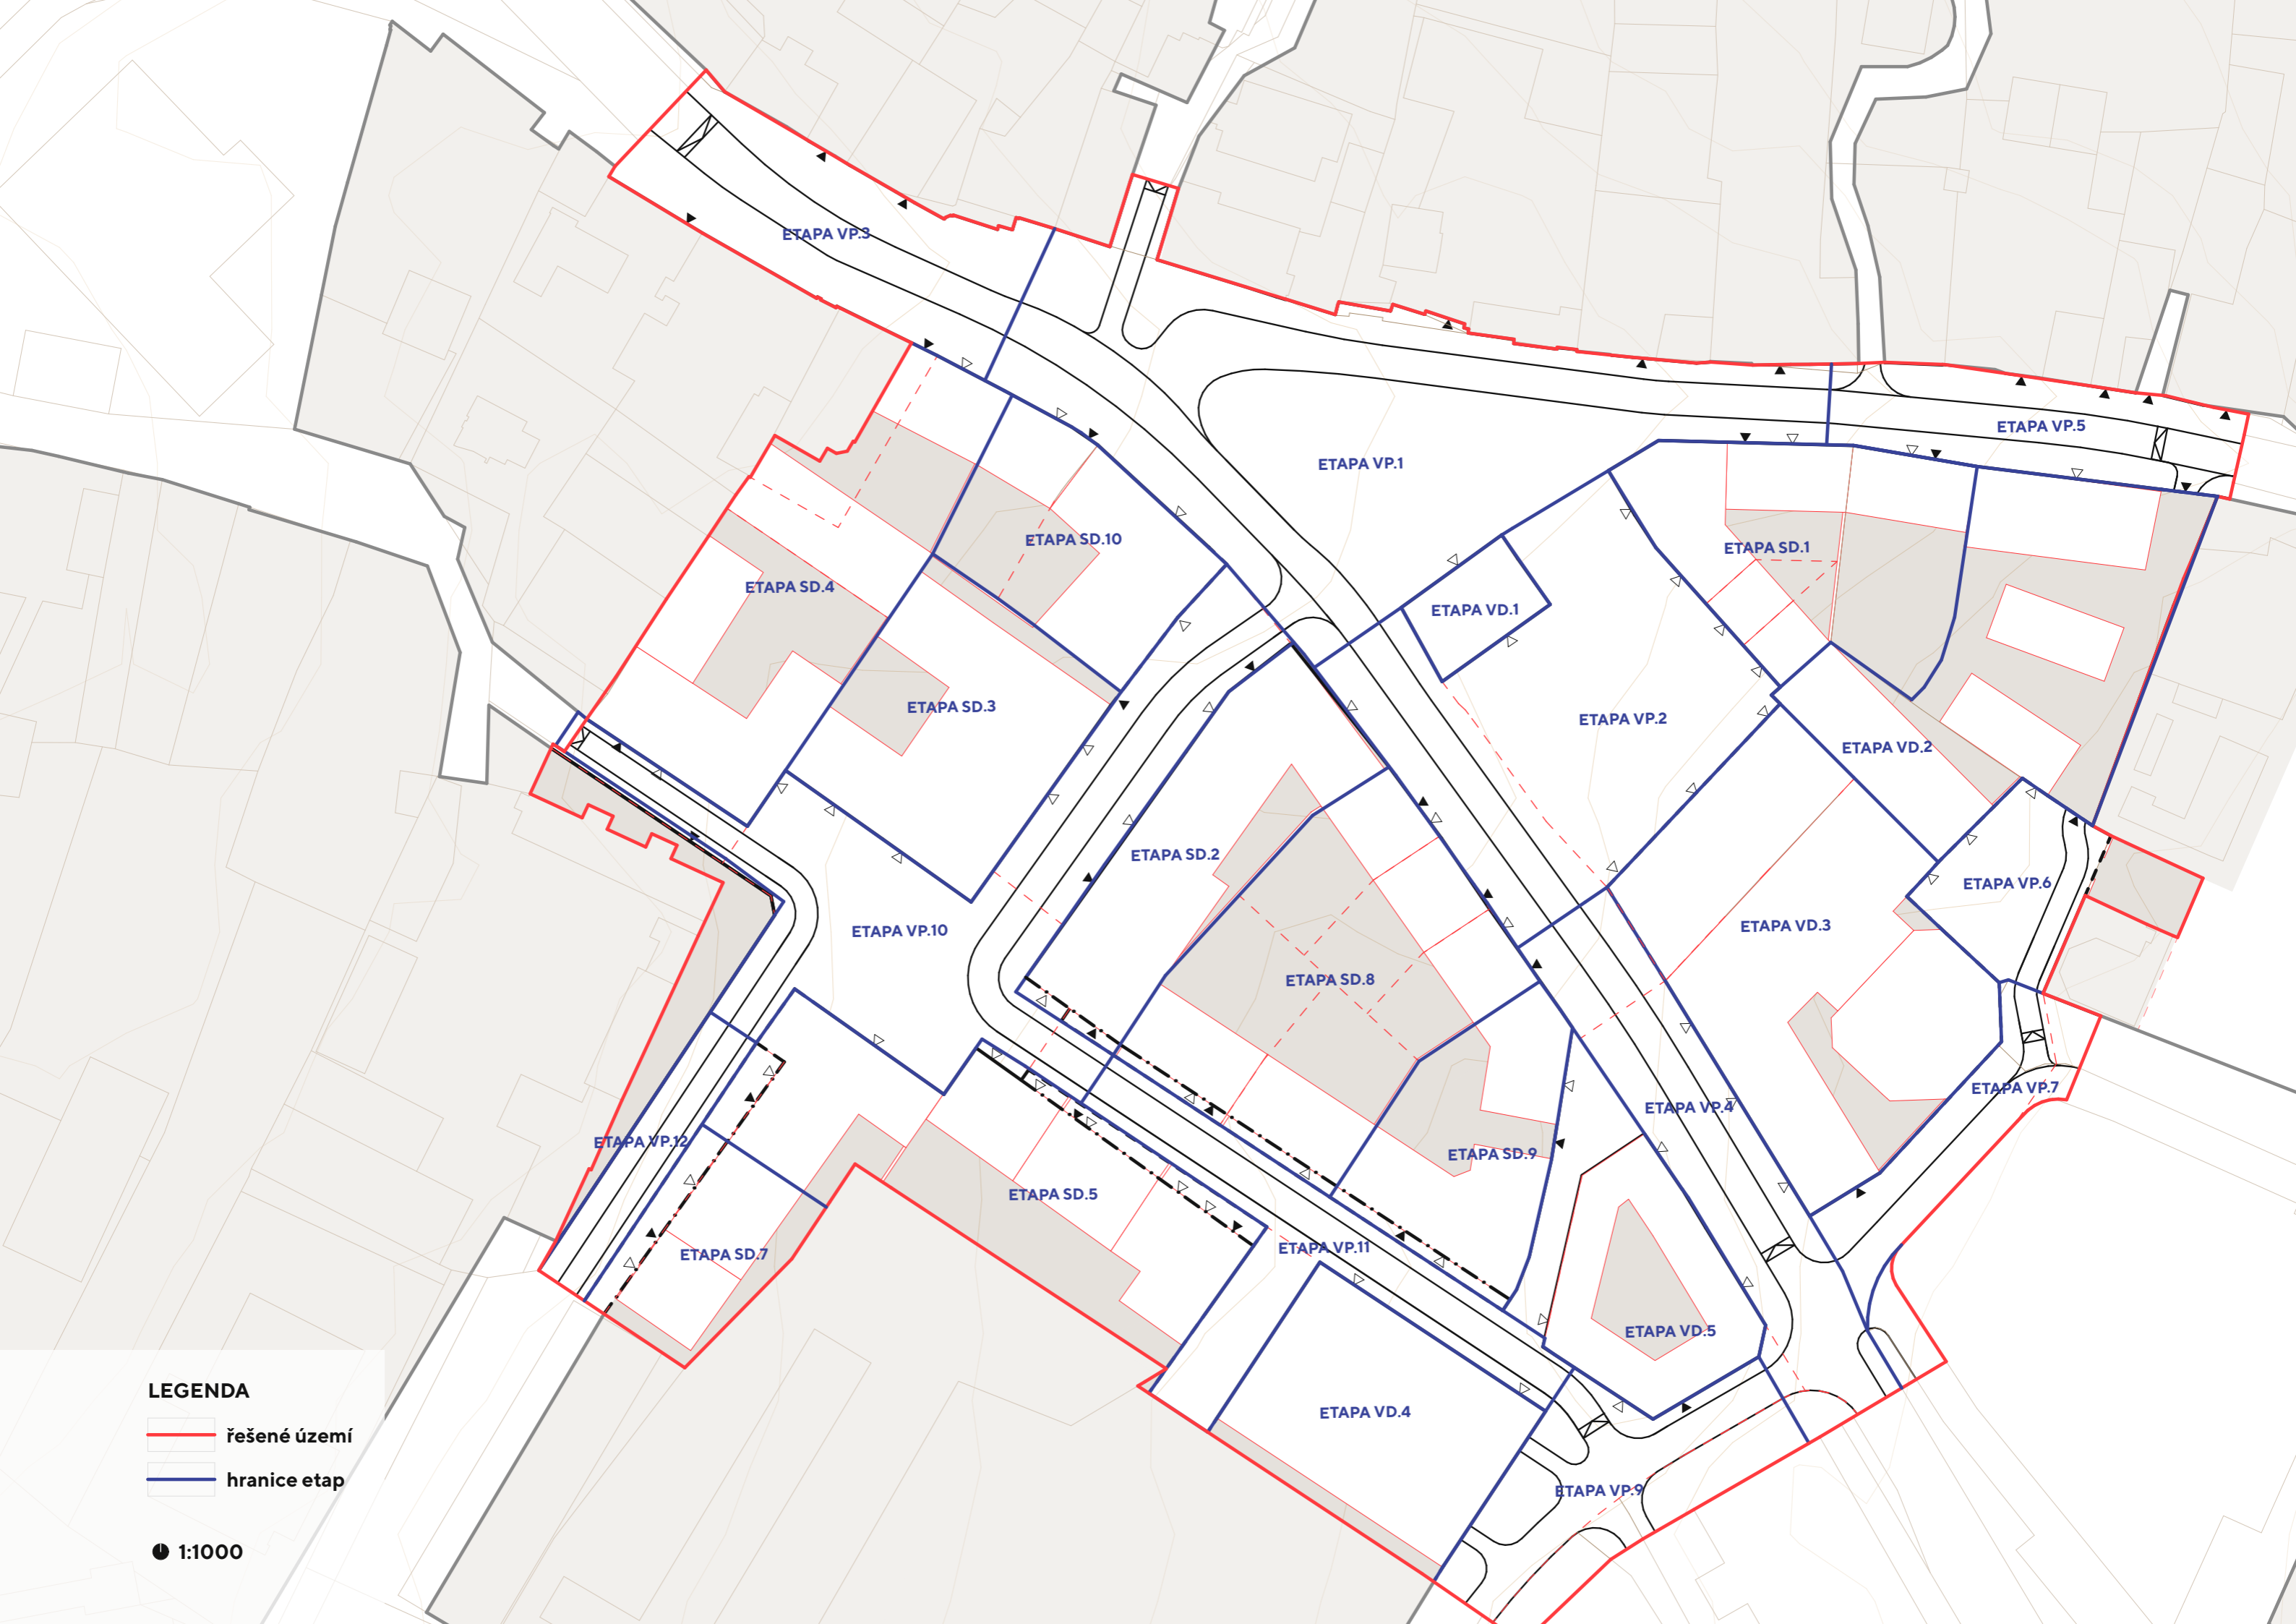 ETAPA VP.3
ETAPA VP.5
ETAPA VP.1
ETAPA SD.10
ETAPA SD.1
ETAPA SD.4
ETAPA VD.1
ETAPA SD.3
ETAPA VP.2
ETAPA VD.2
ETAPA SD.2
ETAPA VP.6
ETAPA VP.10
ETAPA VD.3
ETAPA SD.8
ETAPA VP.7
ETAPA VP.4
ETAPA VP.12
ETAPA SD.9
ETAPA SD.5
ETAPA SD.7
ETAPA VP.11
ETAPA VD.5
ETAPA VD.4
ETAPA VP.9
LEGENDA
řešené území
hranice etap
1:1000